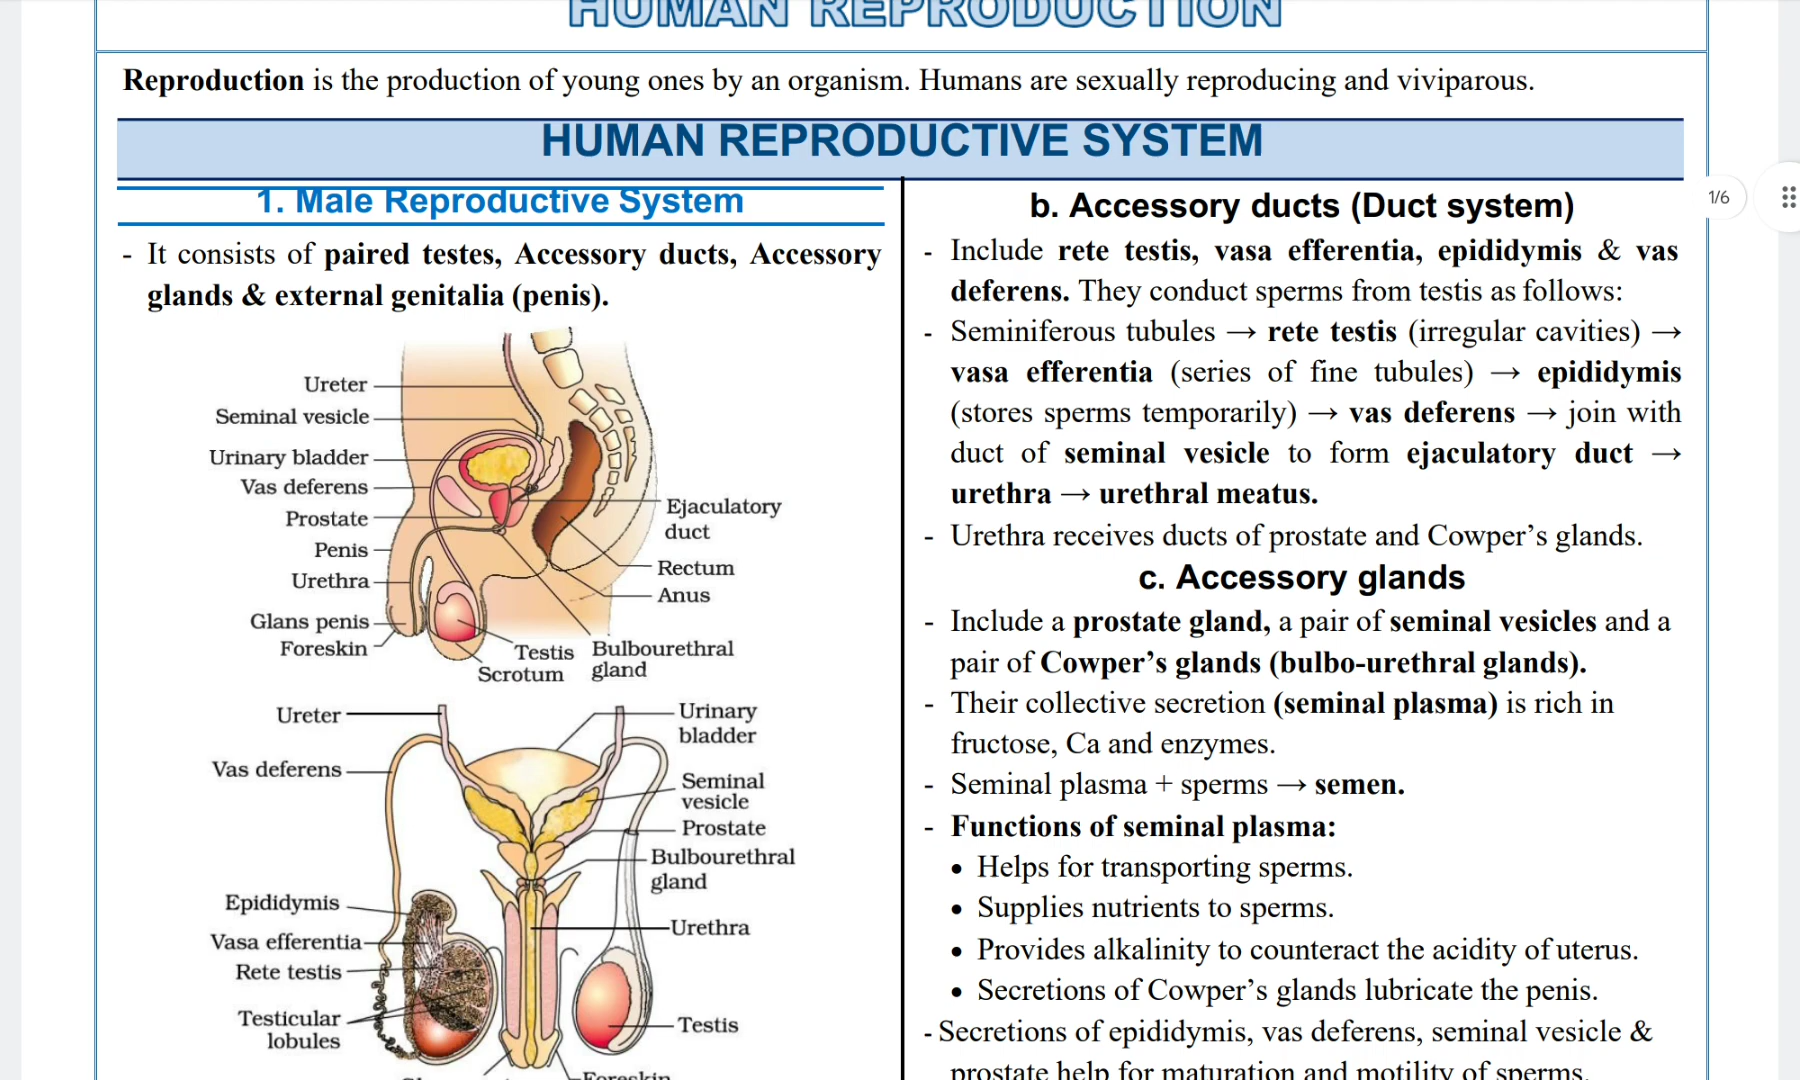 HUMAN REPRODUCTION
Reproduction is the production of young ones by an organism. Humans are sexually reproducing and viviparous.
HUMAN REPRODUCTIVE SYSTEM
1. Male Reproductive System
- It consists of paired testes, Accessory ducts, Accessory
glands & external genitalia (penis).
Ureter
Seminal vesicle
Urinary bladder
Vas deferens
Prostate
Penis
Urethra
Glans penis
Foreskin
Ejaculatory
duct
Rectum
Anus
Testis
Scrotum
Bulbourethral
gland
Ureter
Vas deferens
Epididymis
Vasa efferentia
Rete testis
Testicular
lobules
Urinary
bladder
Seminal
vesicle
Prostate
Bulbourethral
gland
Urethra
Testis
Foreskin
b. Accessory ducts (Duct system)
- Include rete testis, vasa efferentia, epididymis & vas
deferens. They conduct sperms from testis as follows:
- Seminiferous tubules → rete testis (irregular cavities) →
vasa efferentia (series of fine tubules) → epididymis
(stores sperms temporarily) → vas deferens → join with
duct of seminal vesicle to form ejaculatory duct →
urethra → urethral meatus.
- Urethra receives ducts of prostate and Cowper's glands.
c. Accessory glands
- Include a prostate gland, a pair of seminal vesicles and a
pair of Cowper's glands (bulbo-urethral glands).
- Their collective secretion (seminal plasma) is rich in
fructose, Ca and enzymes.
- Seminal plasma + sperms → semen.
- Functions of seminal plasma:
• Helps for transporting sperms.
• Supplies nutrients to sperms.
• Provides alkalinity to counteract the acidity of uterus.
• Secretions of Cowper's glands lubricate the penis.
- Secretions of epididymis, vas deferens, seminal vesicle &
prostate help for maturation and motility of sperms.
1/6